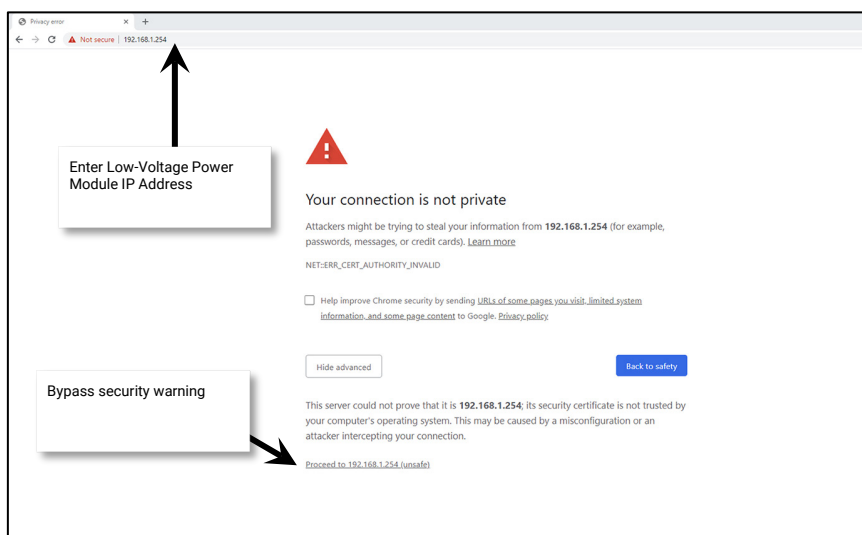 Privacy error
Not secure | 192.168.1.254
Enter Low-Voltage Power
Module IP Address
Your connection is not private
Attackers might be trying to steal your information from 192.168.1.254 (for example,
passwords, messages, or credit cards). Learn more
NET::ERR_CERT_AUTHORITY_INVALID
Help improve Chrome security by sending URLs of some pages you visit, limited system
information, and some page content to Google. Privacy policy
Hide advanced
Back to safety
Bypass security warning
This server could not prove that it is 192.168.1.254; its security certificate is not trusted by
your computer's operating system. This may be caused by a misconfiguration or an
attacker intercepting your connection.
Proceed to 192.168.1.254 (unsafe)